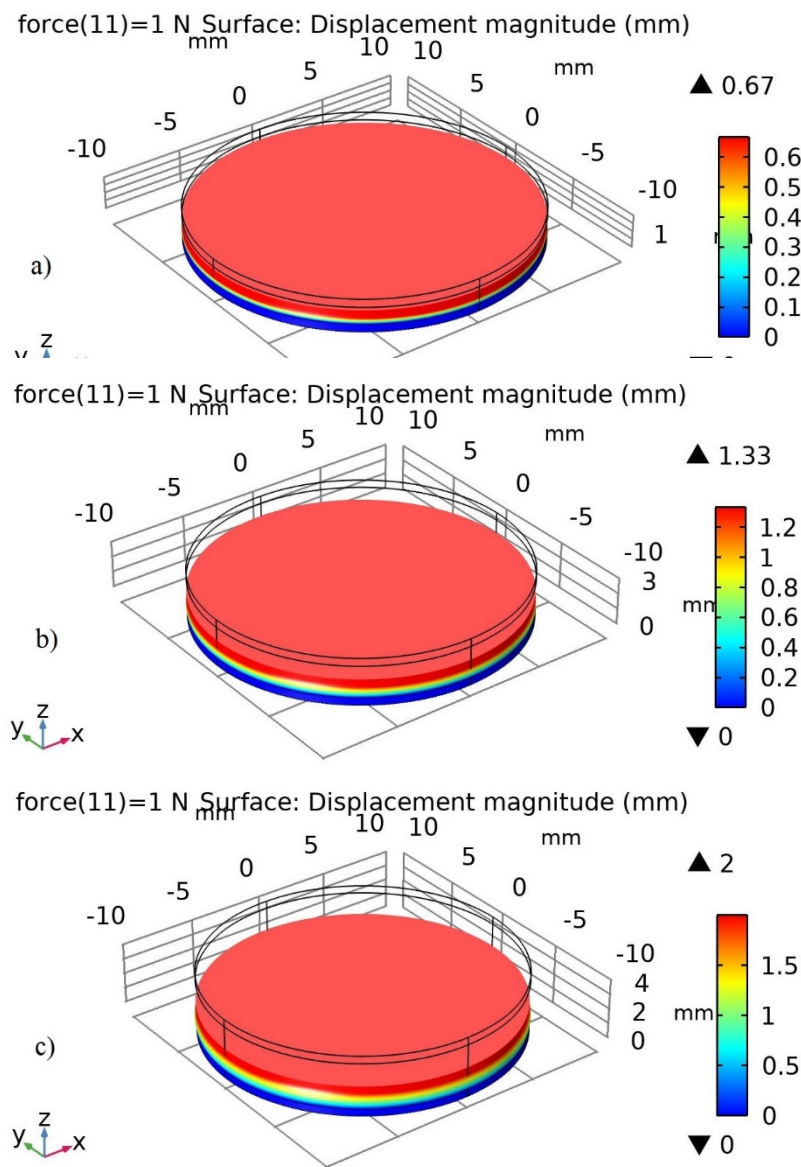 force(11)=1 N Surface: Displacement magnitude (mm)
mm
10
10
5
5
mm
0
0
-5
-5
-10
-10
1
▲ 0.67
0.6
0.5
0.4
0.3
0.2
0.1
0
a)
z
force(11)=1 N Surface: Displacement magnitude (mm)
mm
10
10
5
5
mm
0
0
-5
-5
-10
-10
3
0
mm
▲ 1.33
1.2
1
0.8
0.6
0.4
0.2
0
▼ 0
b)
z
y
x
force(11)=1 N Surface: Displacement magnitude (mm)
mm
10
10
5
5
mm
0
0
-5
-5
-10
-10
4
2
0
mm
▲ 2
1.5
1
0.5
0
▼ 0
c)
z
y
x